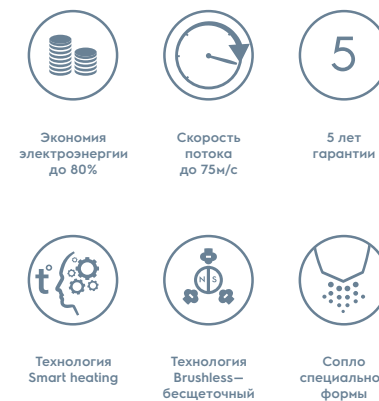 5
Экономия
электроэнергии
до 80%
Скорость
потока
до 75м/с
5 лет
гарантии
t°
N S
Технология
Smart heating
Технология
Brushless—
бесщеточный
Сопло
специально
формы